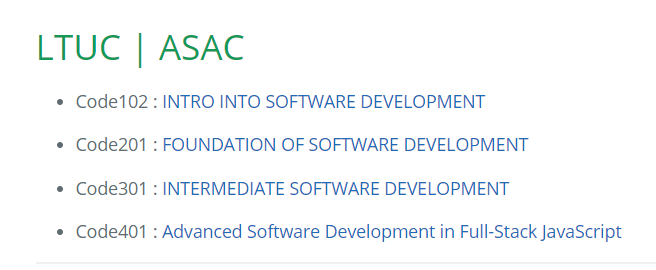 LTUC | ASAC
• Code102 : INTRO INTO SOFTWARE DEVELOPMENT
• Code201 : FOUNDATION OF SOFTWARE DEVELOPMENT
• Code301 : INTERMEDIATE SOFTWARE DEVELOPMENT
• Code401 : Advanced Software Development in Full-Stack JavaScript